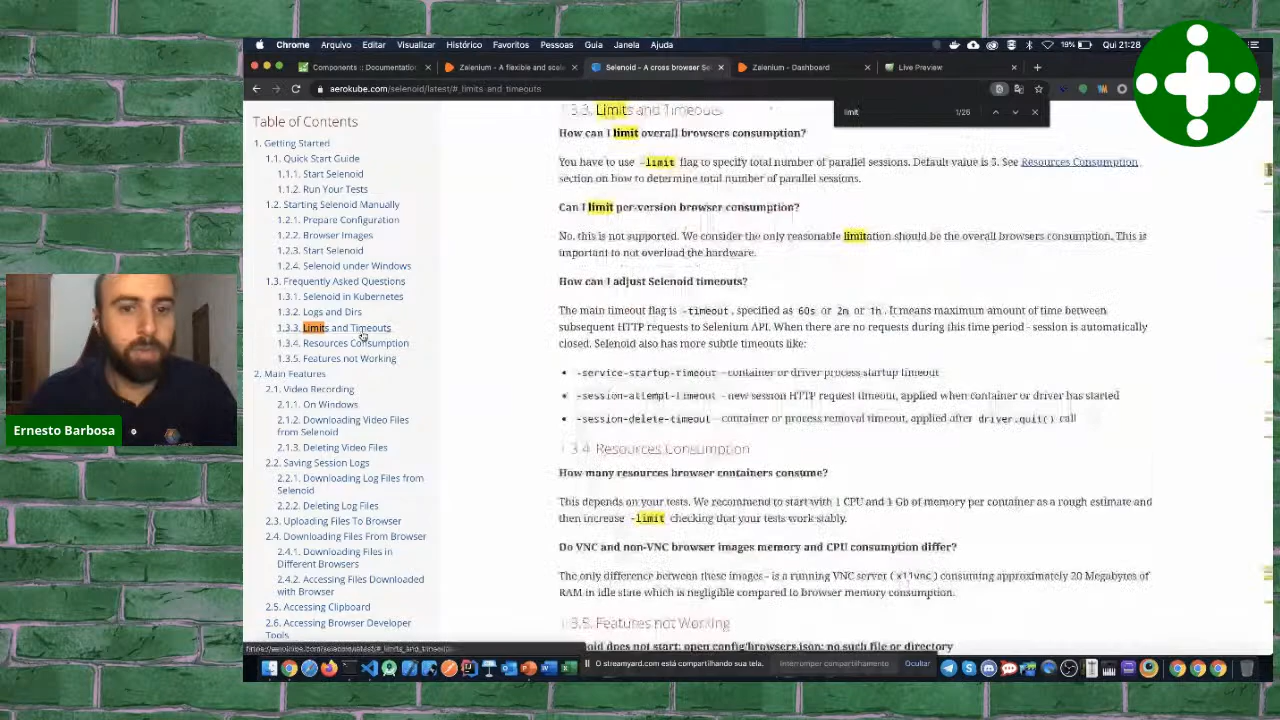 Chrome Arquivo Editar Visualizar Histórico Favoritos Pessoas Guia Janela Ajuda
19% Qui 21:28
Components :: Documentatio
Zalenium - A flexible and scala
Selenoid - A cross browser Se
Zalenium - Dashboard
Live Preview
aerokube.com/selenoid/latest/#_limits_and_timeouts
limit 1/26
Table of Contents
1. Getting Started
1.1. Quick Start Guide
1.1.1. Start Selenoid
1.1.2. Run Your Tests
1.2. Starting Selenoid Manually
1.2.1. Prepare Configuration
1.2.2. Browser Images
1.2.3. Start Selenoid
1.2.4. Selenoid under Windows
1.3. Frequently Asked Questions
1.3.1. Selenoid in Kubernetes
1.3.2. Logs and Dirs
1.3.3. Limits and Timeouts
1.3.4. Resources Consumption
1.3.5. Features not Working
2. Main Features
2.1. Video Recording
2.1.1. On Windows
2.1.2. Downloading Video Files
from Selenoid
2.1.3. Deleting Video Files
2.2. Saving Session Logs
2.2.1. Downloading Log Files from
Selenoid
2.2.2. Deleting Log Files
2.3. Uploading Files To Browser
2.4. Downloading Files From Browser
2.4.1. Downloading Files in
Different Browsers
2.4.2. Accessing Files Downloaded
with Browser
2.5. Accessing Clipboard
2.6. Accessing Browser Developer
Tools
1.3.3. Limits and Timeouts
How can I limit overall browsers consumption?
You have to use -limit flag to specify total number of parallel sessions. Default value is 5. See Resources Consumption
section on how to determine total number of parallel sessions.
Can I limit per-version browser consumption?
No, this is not supported. We consider the only reasonable limitation should be the overall browsers consumption. This is
important to not overload the hardware.
How can I adjust Selenoid timeouts?
The main timeout flag is -timeout, specified as 60s or 2m or 1h. It means maximum amount of time between
subsequent HTTP requests to Selenium API. When there are no requests during this time period - session is automatically
closed. Selenoid also has more subtle timeouts like:
• -service-startup-timeout - container or driver process startup timeout
• -session-attempt-timeout - new session HTTP request timeout, applied when container or driver has started
• -session-delete-timeout - container or process removal timeout, applied after driver.quit() call
1.3.4. Resources Consumption
How many resources browser containers consume?
This depends on your tests. We recommend to start with 1 CPU and 1 Gb of memory per container as a rough estimate and
then increase -limit checking that your tests work stably.
Do VNC and non-VNC browser images memory and CPU consumption differ?
The only difference between these images - is a running VNC server (x11vnc) consuming approximately 20 Megabytes of
RAM in idle state which is negligible compared to browser memory consumption.
1.3.5. Features not Working
oid does not start: open config/browsers.json: no such file or directory
https://aerokube.com/selenoid/latest/#_limits_and_timeouts
O streamyard.com está compartilhando sua tela.
Interromper compartilhamento
Ocultar
Ernesto Barbosa